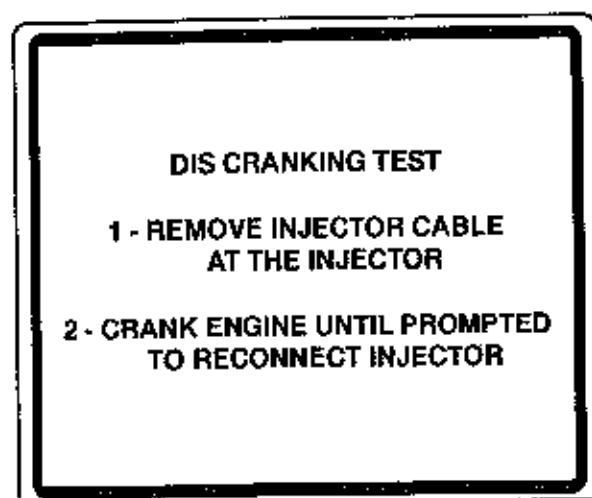 DIS CRANKING TEST
1 - REMOVE INJECTOR CABLE
AT THE INJECTOR
2 - CRANK ENGINE UNTIL PROMPTED
TO RECONNECT INJECTOR